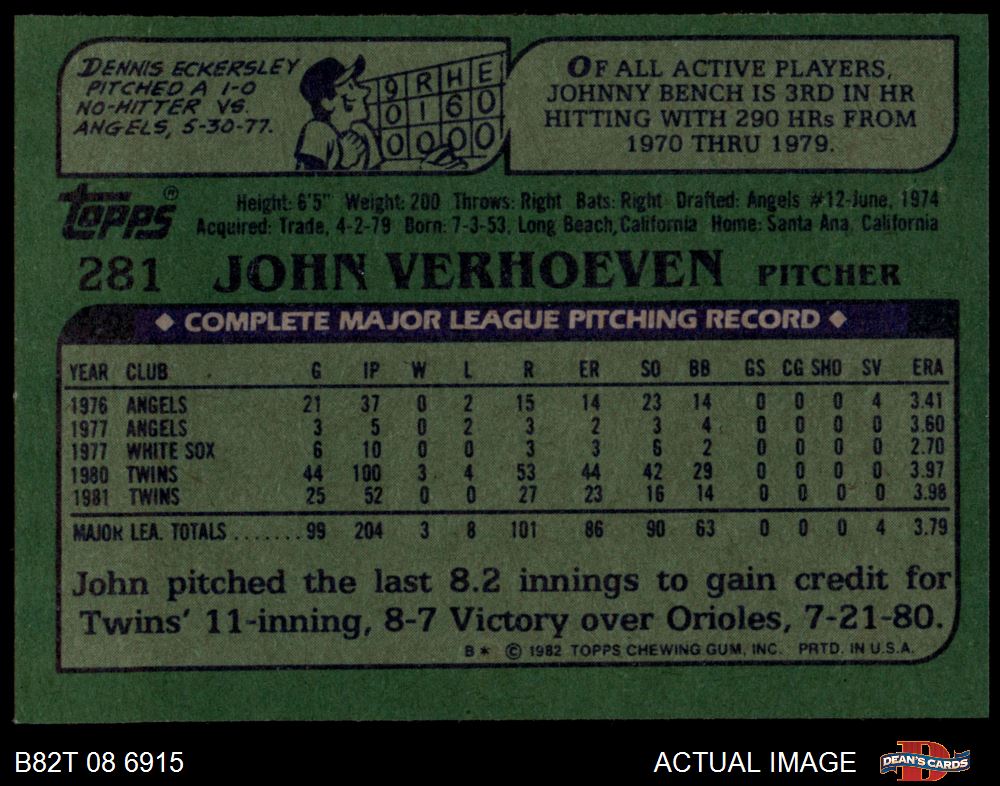 DENNIS ECKERSLEY
PITCHED A 1-0
NO-HITTER VS.
ANGELS, 5-30-77.
9 R H E
0 1 6 0
0 0 0 0
OF ALL ACTIVE PLAYERS,
JOHNNY BENCH IS 3RD IN HR
HITTING WITH 290 HRs FROM
1970 THRU 1979.
topps®
Height: 6'5" Weight: 200 Throws: Right Bats: Right Drafted: Angels #12-June, 1974
Acquired: Trade, 4-2-79 Born: 7-3-53, Long Beach, California Home: Santa Ana, California
281 JOHN VERHOEVEN PITCHER
◆ COMPLETE MAJOR LEAGUE PITCHING RECORD ◆
YEAR CLUB G IP W L R ER SO BB GS CG SHO SV ERA
1976 ANGELS 21 37 0 2 15 14 23 14 0 0 0 4 3.41
1977 ANGELS 3 5 0 2 3 2 3 4 0 0 0 0 3.60
1977 WHITE SOX 6 10 0 0 3 3 6 2 0 0 0 0 2.70
1980 TWINS 44 100 3 4 53 44 42 29 0 0 0 0 3.97
1981 TWINS 25 52 0 0 27 23 16 14 0 0 0 0 3.98
MAJOR LEA. TOTALS ....... 99 204 3 8 101 86 90 63 0 0 0 4 3.79
John pitched the last 8.2 innings to gain credit for
Twins' 11-inning, 8-7 Victory over Orioles, 7-21-80.
B* © 1982 TOPPS CHEWING GUM, INC. PRTD. IN U.S.A.
B82T 08 6915
ACTUAL IMAGE
DEAN'S CARDS